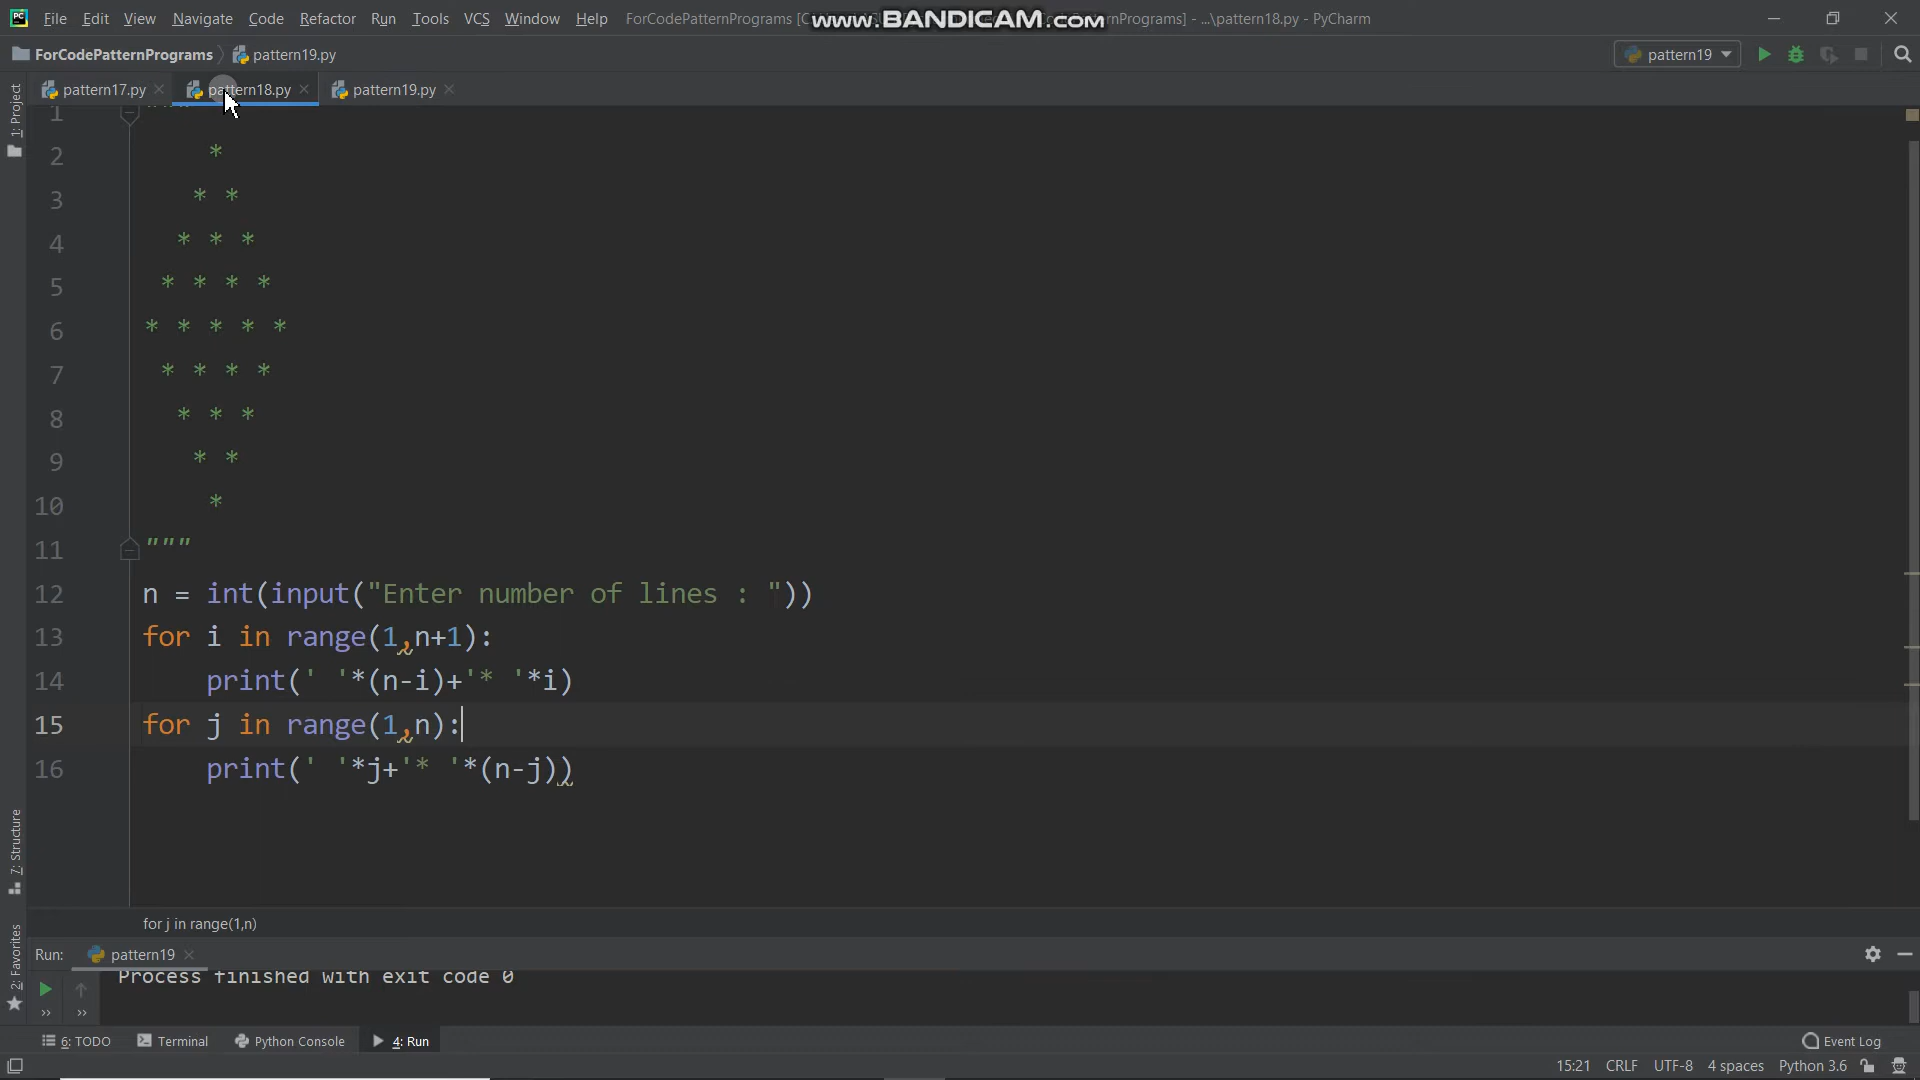 File Edit View Navigate Code Refactor Run Tools VCS Window Help ForCodePatternPrograms [C PatternPrograms] - ...\pattern18.py - PyCharm
www.BANDICAM.com
ForCodePatternPrograms pattern19.py pattern19
pattern17.py pattern18.py pattern19.py
1: Project
1
2 *
3 * *
4 * * *
5 * * * *
6 * * * * *
7 * * * *
8 * * *
9 * *
10 *
11 """
12 n = int(input("Enter number of lines : "))
13 for i in range(1,n+1):
14 print(' '*(n-i)+'* '*i)
15 for j in range(1,n):
16 print(' '*j+'* '*(n-j))
7: Structure
2: Favorites
for j in range(1,n)
Run: pattern19
Process finished with exit code 0
6: TODO Terminal Python Console 4: Run Event Log
15:21 CRLF UTF-8 4 spaces Python 3.6